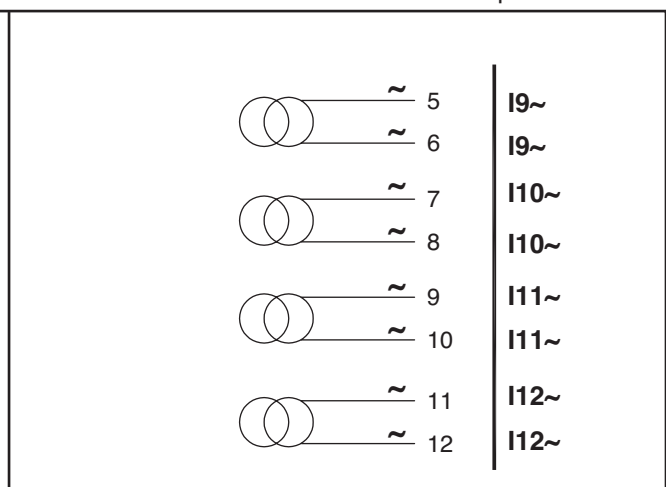 ~ 5 I9~
~ 6 I9~
~ 7 I10~
~ 8 I10~
~ 9 I11~
~ 10 I11~
~ 11 I12~
~ 12 I12~